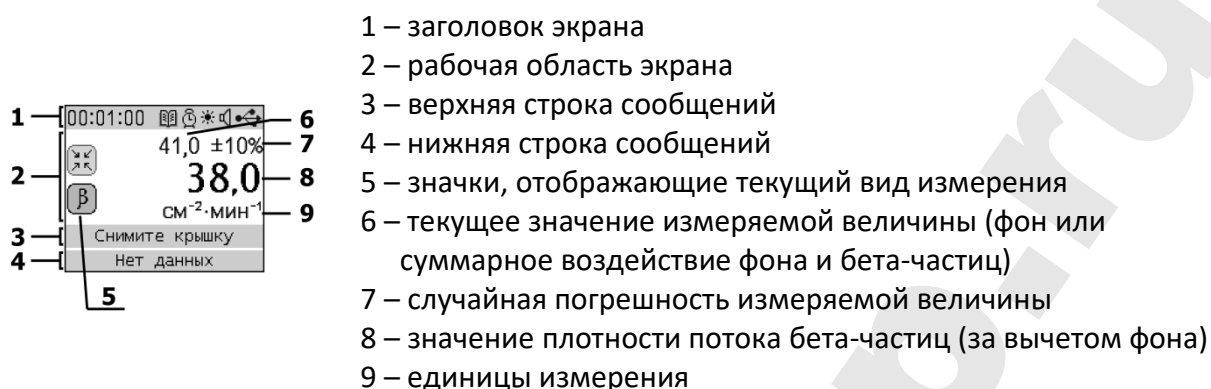 1 – заголовок экрана
2 – рабочая область экрана
3 – верхняя строка сообщений
4 – нижняя строка сообщений
5 – значки, отображающие текущий вид измерения
6 – текущее значение измеряемой величины (фон или
суммарное воздействие фона и бета-частиц)
7 – случайная погрешность измеряемой величины
8 – значение плотности потока бета-частиц (за вычетом фона)
9 – единицы измерения
1
00:01:00
6
41,0 ±10%
7
2
38,0
8
β
см⁻²·мин⁻¹
9
3
Снимите крышку
4
Нет данных
5
p.ru